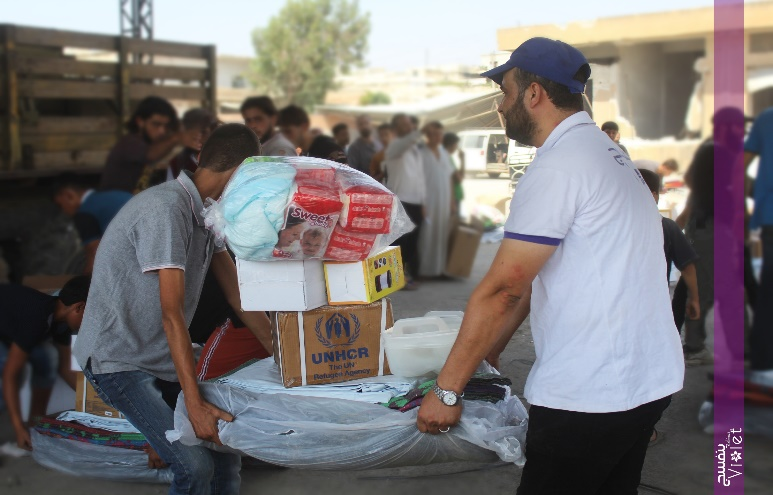 Sweet
UNHCR
The UN
Refugee Agency
بنفسج
Violet